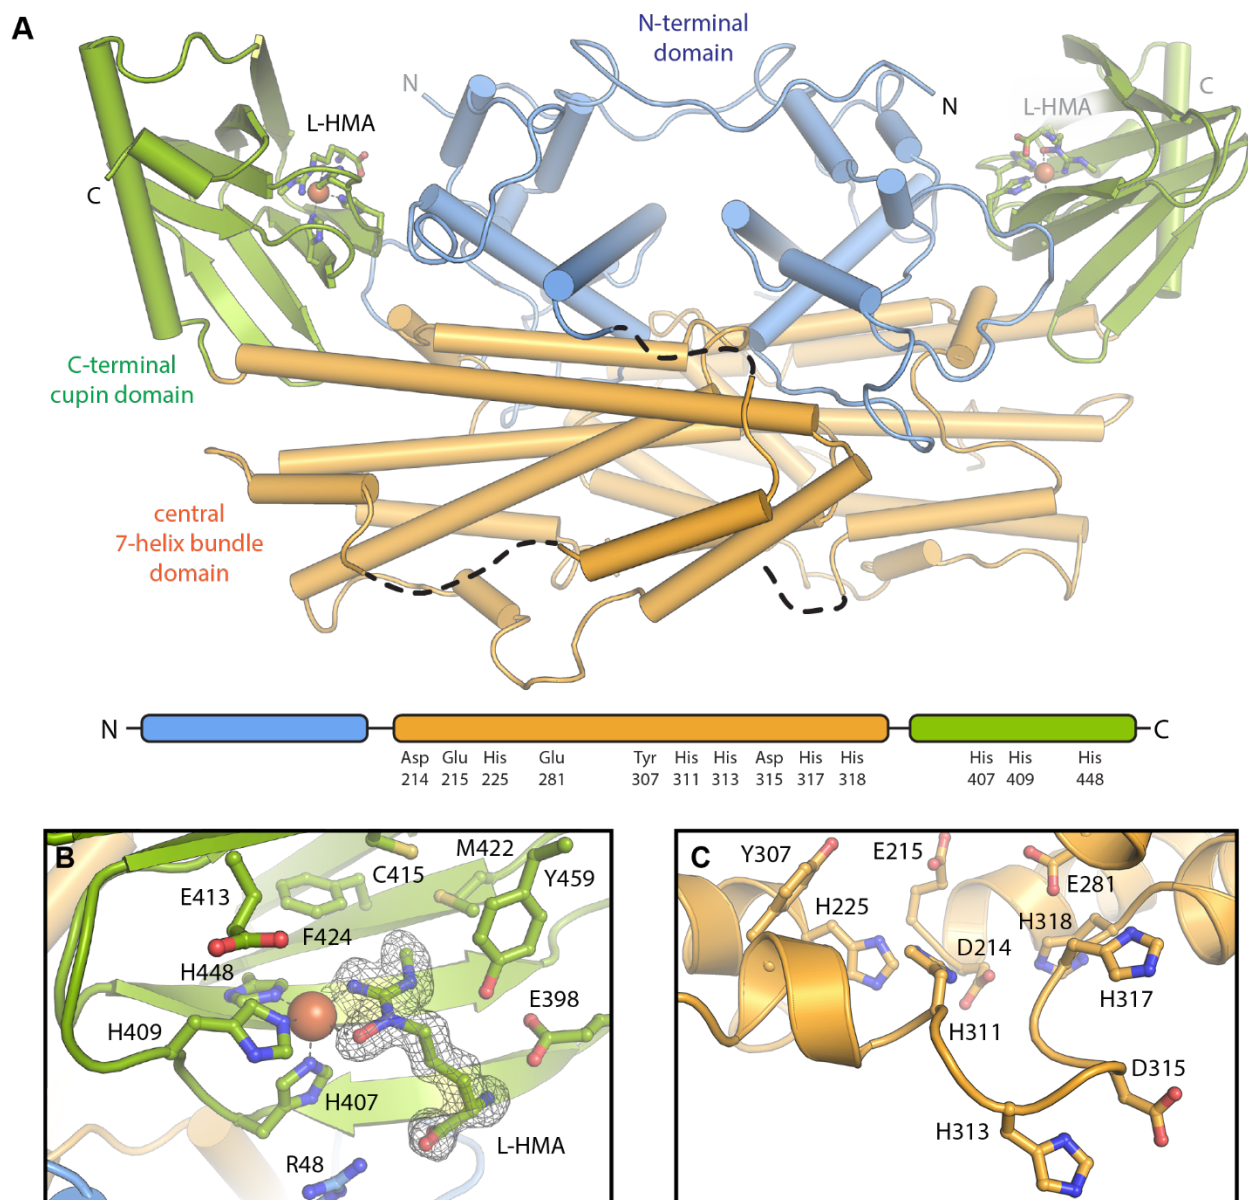 A
N-terminal
domain
N
N
L-HMA
L-HMA
C
C
C-terminal
cupin domain
central
7-helix bundle
domain
N
C
Asp Glu His Glu Tyr His His Asp His His His His His
214 215 225 281 307 311 313 315 317 318 407 409 448
B
E413
C415
M422
Y459
F424
H448
H409
E398
H407
L-HMA
R48
C
Y307
E215
E281
H225
H318
D214
H317
H311
D315
H313